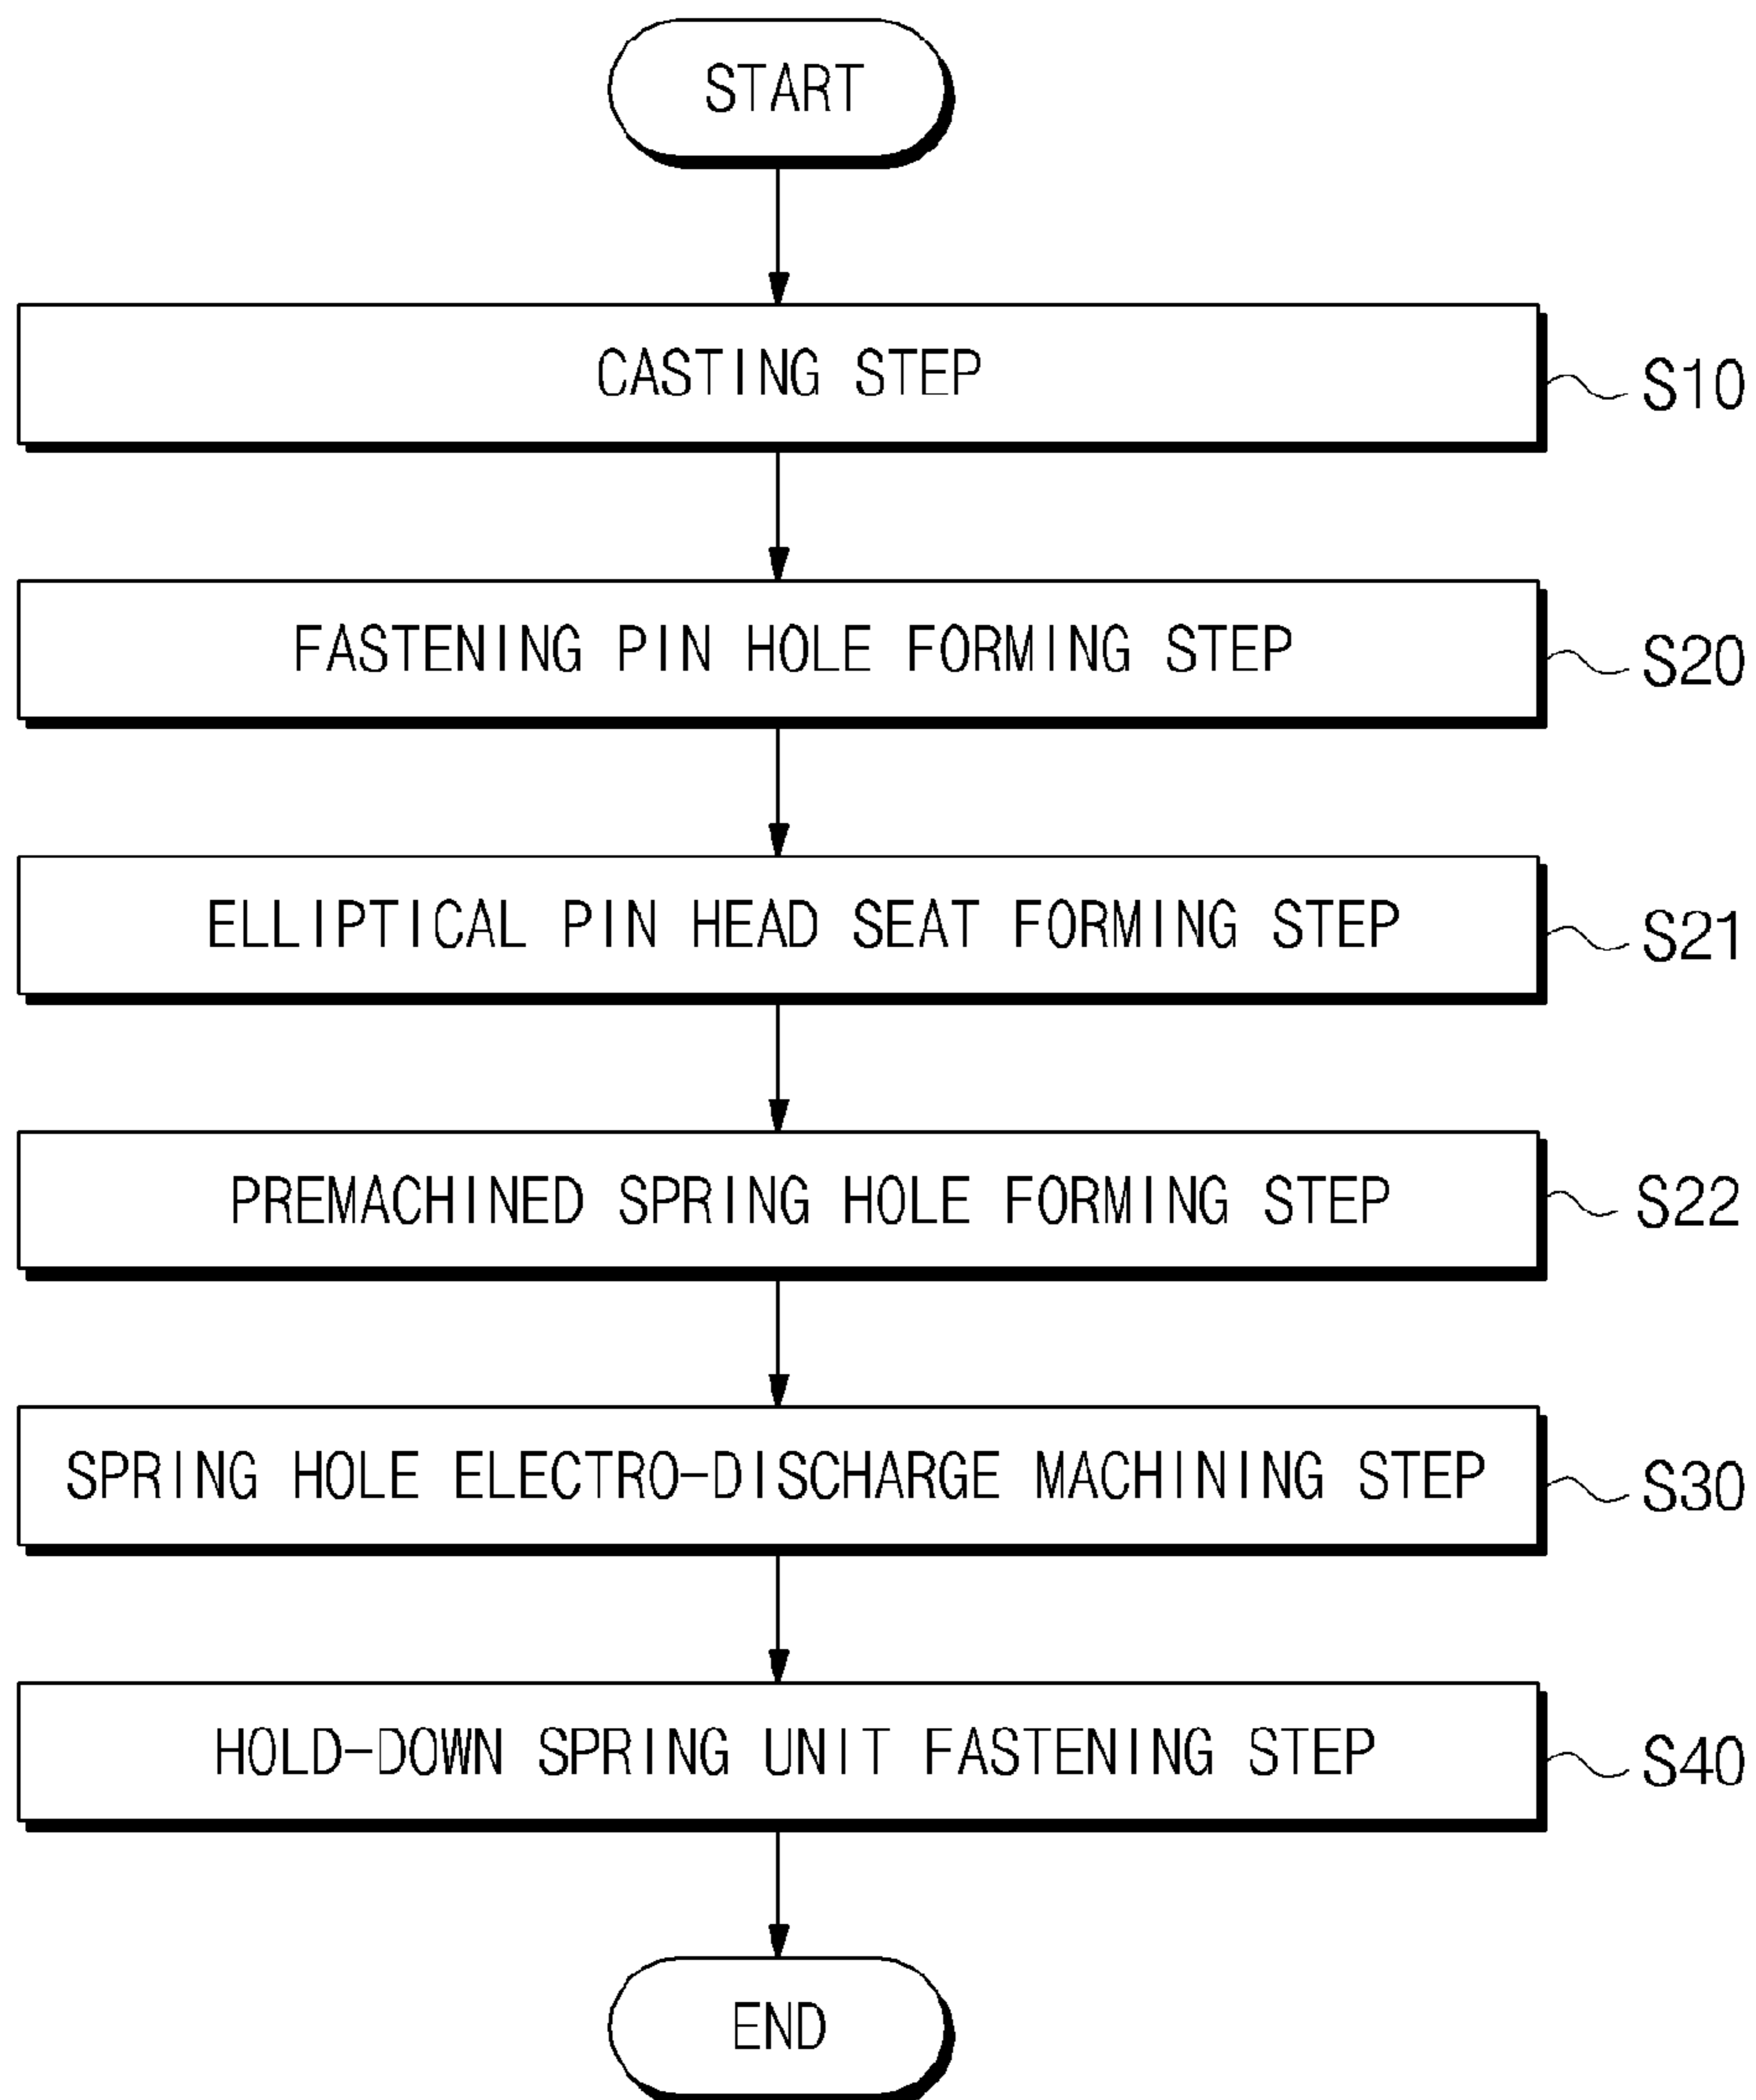 START
CASTING STEP
S10
FASTENING PIN HOLE FORMING STEP
S20
ELLIPTICAL PIN HEAD SEAT FORMING STEP
S21
PREMACHINED SPRING HOLE FORMING STEP
S22
SPRING HOLE ELECTRO-DISCHARGE MACHINING STEP
S30
HOLD-DOWN SPRING UNIT FASTENING STEP
S40
END